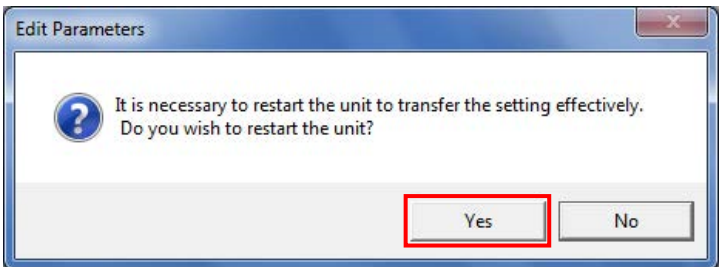 Edit Parameters
It is necessary to restart the unit to transfer the setting effectively.
Do you wish to restart the unit?
Yes
No